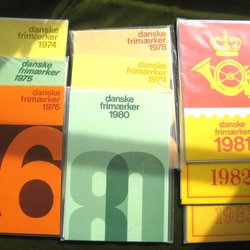 danske
frimærker
1974
danske
frimærker
1975
danske
frimærker
1976
6
danske
frimærker
1978
danske
frimærker
1979
danske
frimærker
1980
80
danske
frimærker
1981
1982